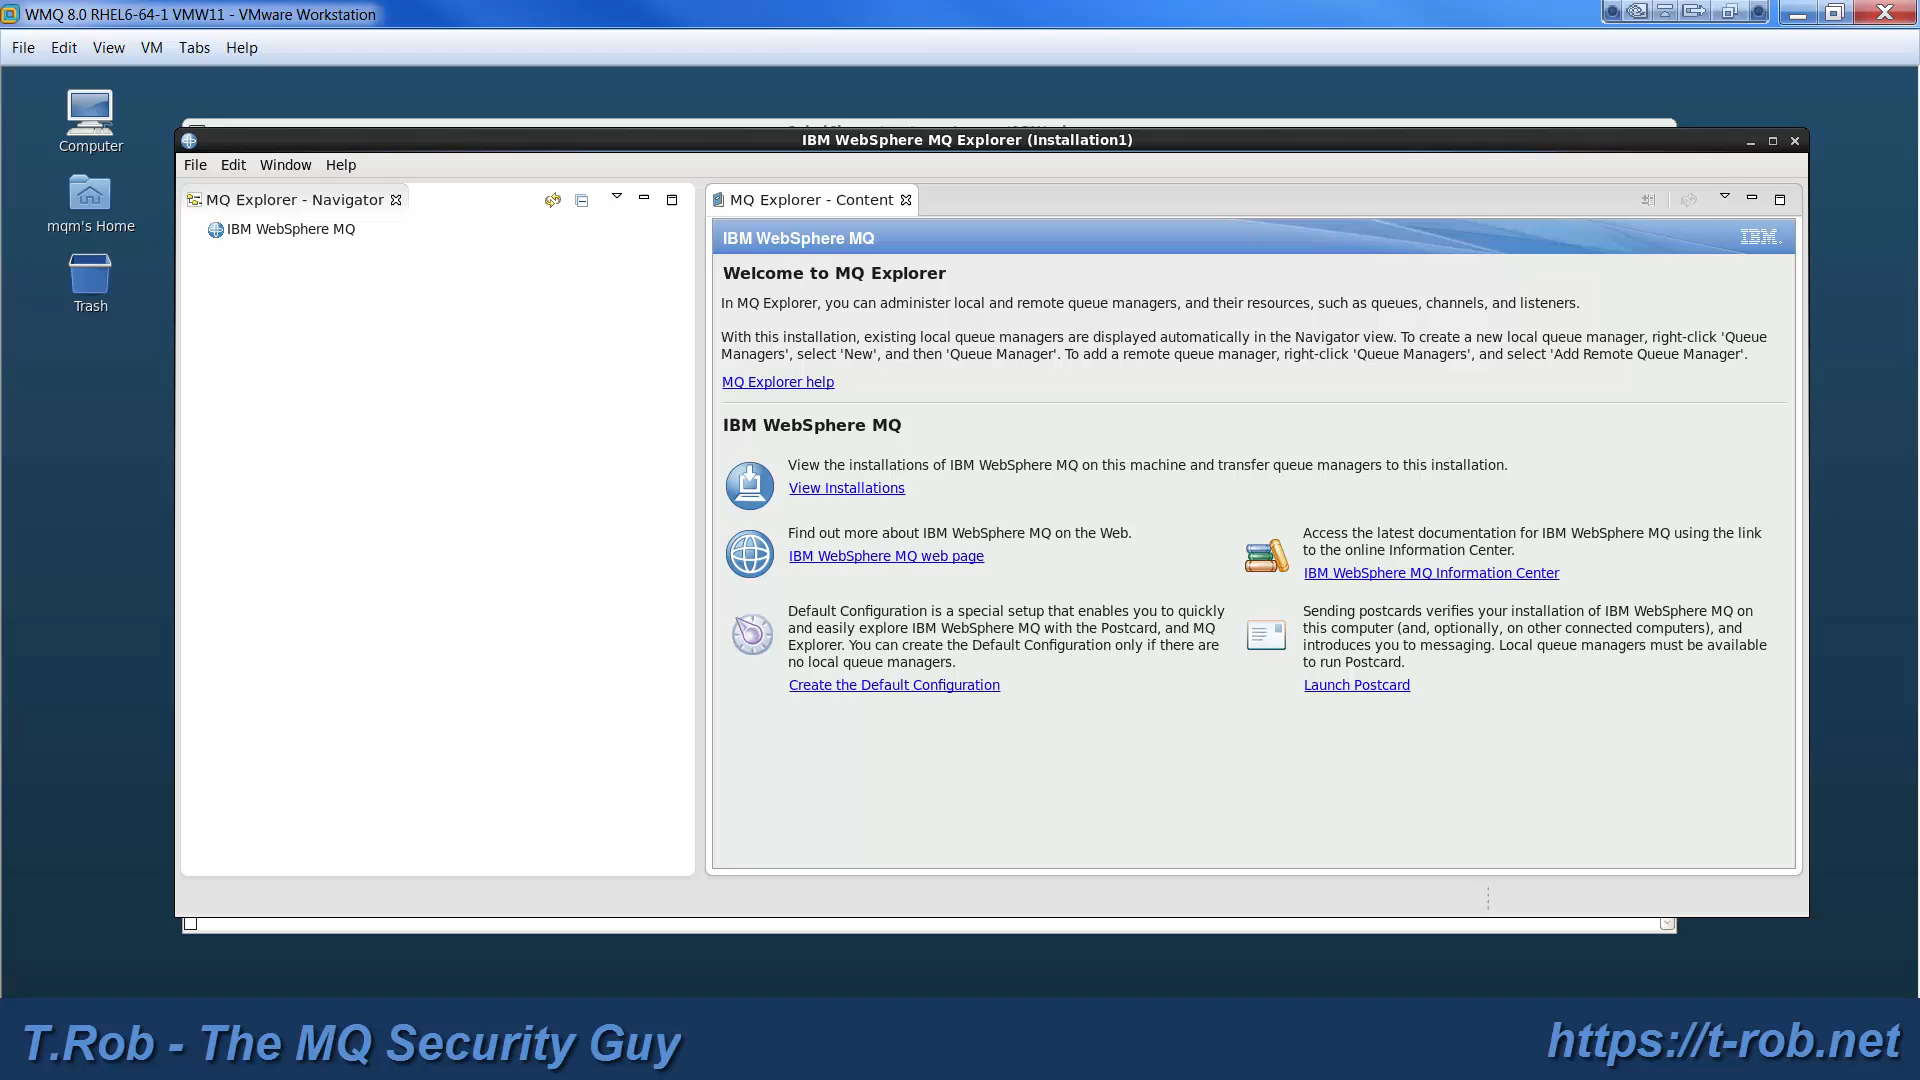 WMQ 8.0 RHEL6-64-1 VMW11 - VMware Workstation
File Edit View VM Tabs Help
Computer
mqm's Home
Trash
IBM WebSphere MQ Explorer (Installation1)
File Edit Window Help
MQ Explorer - Navigator
IBM WebSphere MQ
MQ Explorer - Content
IBM WebSphere MQ
IBM.
Welcome to MQ Explorer
In MQ Explorer, you can administer local and remote queue managers, and their resources, such as queues, channels, and listeners.
With this installation, existing local queue managers are displayed automatically in the Navigator view. To create a new local queue manager, right-click 'Queue
Managers', select 'New', and then 'Queue Manager'. To add a remote queue manager, right-click 'Queue Managers', and select 'Add Remote Queue Manager'.
MQ Explorer help
IBM WebSphere MQ
View the installations of IBM WebSphere MQ on this machine and transfer queue managers to this installation.
View Installations
Find out more about IBM WebSphere MQ on the Web.
IBM WebSphere MQ web page
Access the latest documentation for IBM WebSphere MQ using the link
to the online Information Center.
IBM WebSphere MQ Information Center
Default Configuration is a special setup that enables you to quickly
and easily explore IBM WebSphere MQ with the Postcard, and MQ
Explorer. You can create the Default Configuration only if there are
no local queue managers.
Create the Default Configuration
Sending postcards verifies your installation of IBM WebSphere MQ on
this computer (and, optionally, on other connected computers), and
introduces you to messaging. Local queue managers must be available
to run Postcard.
Launch Postcard
T.Rob - The MQ Security Guy
https://t-rob.net